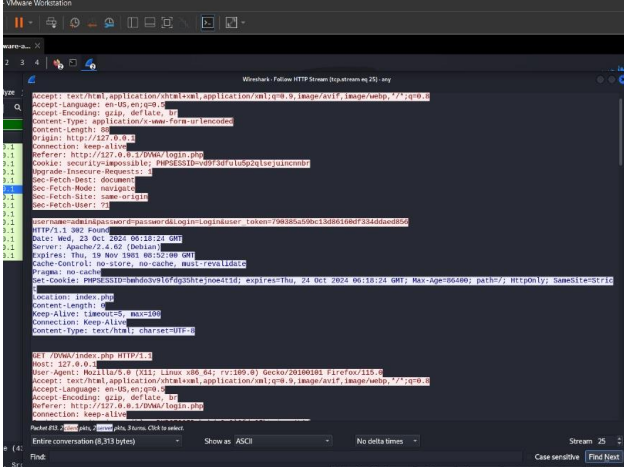 - VMware Workstation
ware-a...
2 3 4
Wireshark · Follow HTTP Stream (tcp.stream eq 25) · any
lyze
Accept: text/html,application/xhtml+xml,application/xml;q=0.9,image/avif,image/webp,*/*;q=0.8
Accept-Language: en-US,en;q=0.5
Accept-Encoding: gzip, deflate, br
Content-Type: application/x-www-form-urlencoded
Content-Length: 88
Origin: http://127.0.0.1
Connection: keep-alive
Referer: http://127.0.0.1/DVWA/login.php
Cookie: security=impossible; PHPSESSID=vd9f3dfulu5p2qlsejuincnnbr
Upgrade-Insecure-Requests: 1
Sec-Fetch-Dest: document
Sec-Fetch-Mode: navigate
Sec-Fetch-Site: same-origin
Sec-Fetch-User: ?1
username=admin&password=password&Login=Login&user_token=790385a59bc13d86160df334ddaed856
HTTP/1.1 302 Found
Date: Wed, 23 Oct 2024 06:18:24 GMT
Server: Apache/2.4.62 (Debian)
Expires: Thu, 19 Nov 1981 08:52:00 GMT
Cache-Control: no-store, no-cache, must-revalidate
Pragma: no-cache
Set-Cookie: PHPSESSID=bmhdo3v9l6fdg35htejnoe4t1d; expires=Thu, 24 Oct 2024 06:18:24 GMT; Max-Age=86400; path=/; HttpOnly; SameSite=Stric
t
Location: index.php
Content-Length: 0
Keep-Alive: timeout=5, max=100
Connection: Keep-Alive
Content-Type: text/html; charset=UTF-8
GET /DVWA/index.php HTTP/1.1
Host: 127.0.0.1
User-Agent: Mozilla/5.0 (X11; Linux x86_64; rv:109.0) Gecko/20100101 Firefox/115.0
Accept: text/html,application/xhtml+xml,application/xml;q=0.9,image/avif,image/webp,*/*;q=0.8
Accept-Language: en-US,en;q=0.5
Accept-Encoding: gzip, deflate, br
Referer: http://127.0.0.1/DVWA/login.php
Connection: keep-alive
Packet 813. 2 client pkts, 2 server pkts, 3 turns. Click to select.
Entire conversation (8,313 bytes) Show as ASCII No delta times Stream 25
Find: Case sensitive Find Next